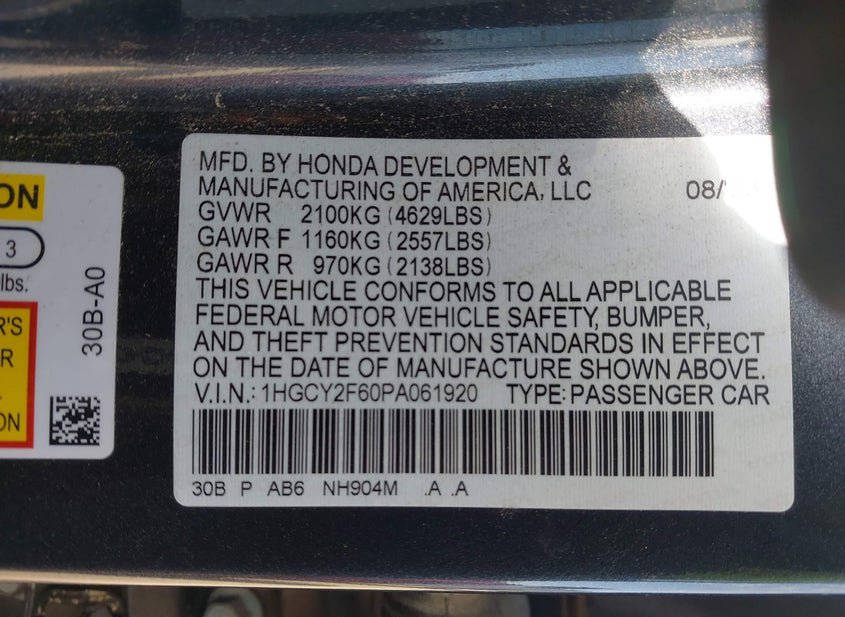 ON
3
lbs.
R'S
R
ON
30B-A0
MFD. BY HONDA DEVELOPMENT &
MANUFACTURING OF AMERICA, LLC 08/
GVWR 2100KG (4629LBS)
GAWR F 1160KG (2557LBS)
GAWR R 970KG (2138LBS)
THIS VEHICLE CONFORMS TO ALL APPLICABLE
FEDERAL MOTOR VEHICLE SAFETY, BUMPER,
AND THEFT PREVENTION STANDARDS IN EFFECT
ON THE DATE OF MANUFACTURE SHOWN ABOVE.
V.I.N.: 1HGCY2F60PA061920 TYPE: PASSENGER CAR
30B P AB6 NH904M .A .A